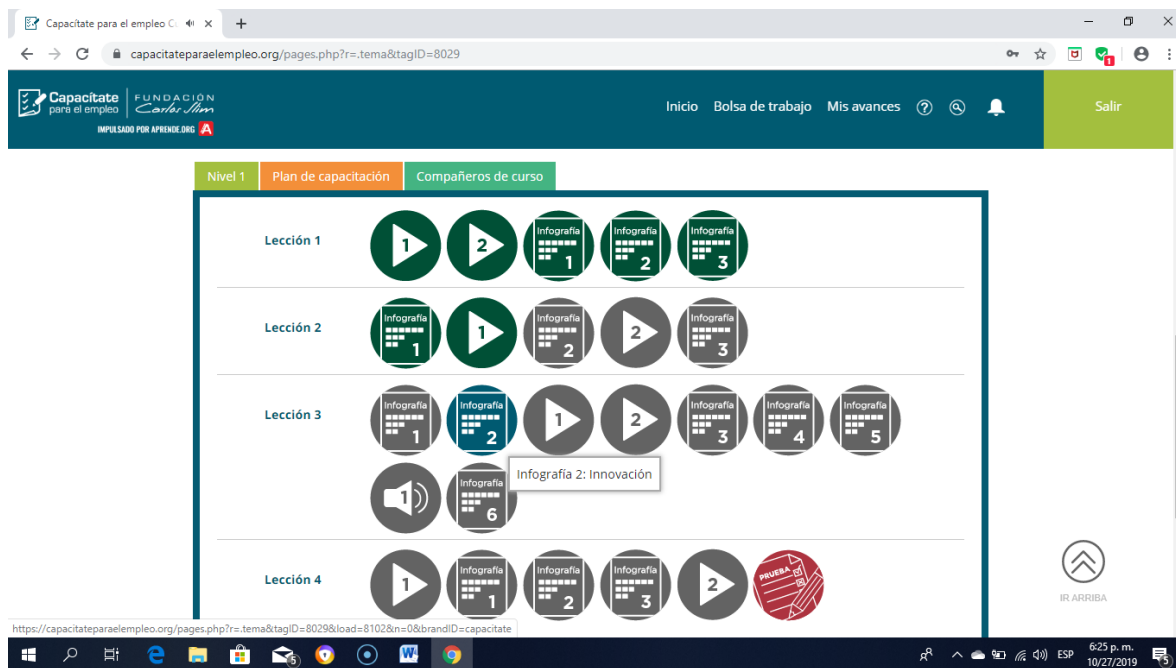 Capacítate para el empleo Cu
capacitateparaelempleo.org/pages.php?r=.tema&tagID=8029
Capacítate para el empleo
FUNDACIÓN Carlos Slim
IMPULSADO POR APRENDE.ORG A
Inicio Bolsa de trabajo Mis avances ? Salir
Nivel 1 Plan de capacitación Compañeros de curso
Lección 1 1 2 Infografía 1 Infografía 2 Infografía 3
Lección 2 Infografía 1 1 Infografía 2 2 Infografía 3
Lección 3 Infografía 1 Infografía 2 1 2 Infografía 3 Infografía 4 Infografía 5
Infografía 2: Innovación
1 Infografía 6
Lección 4 1 Infografía 1 Infografía 2 Infografía 3 2 PRUEBA
IR ARRIBA
https://capacitateparaelempleo.org/pages.php?r=.tema&tagID=8029&load=8102&n=0&brandID=capacitate
5 W ESP 6:25 p. m.
10/27/2019 5